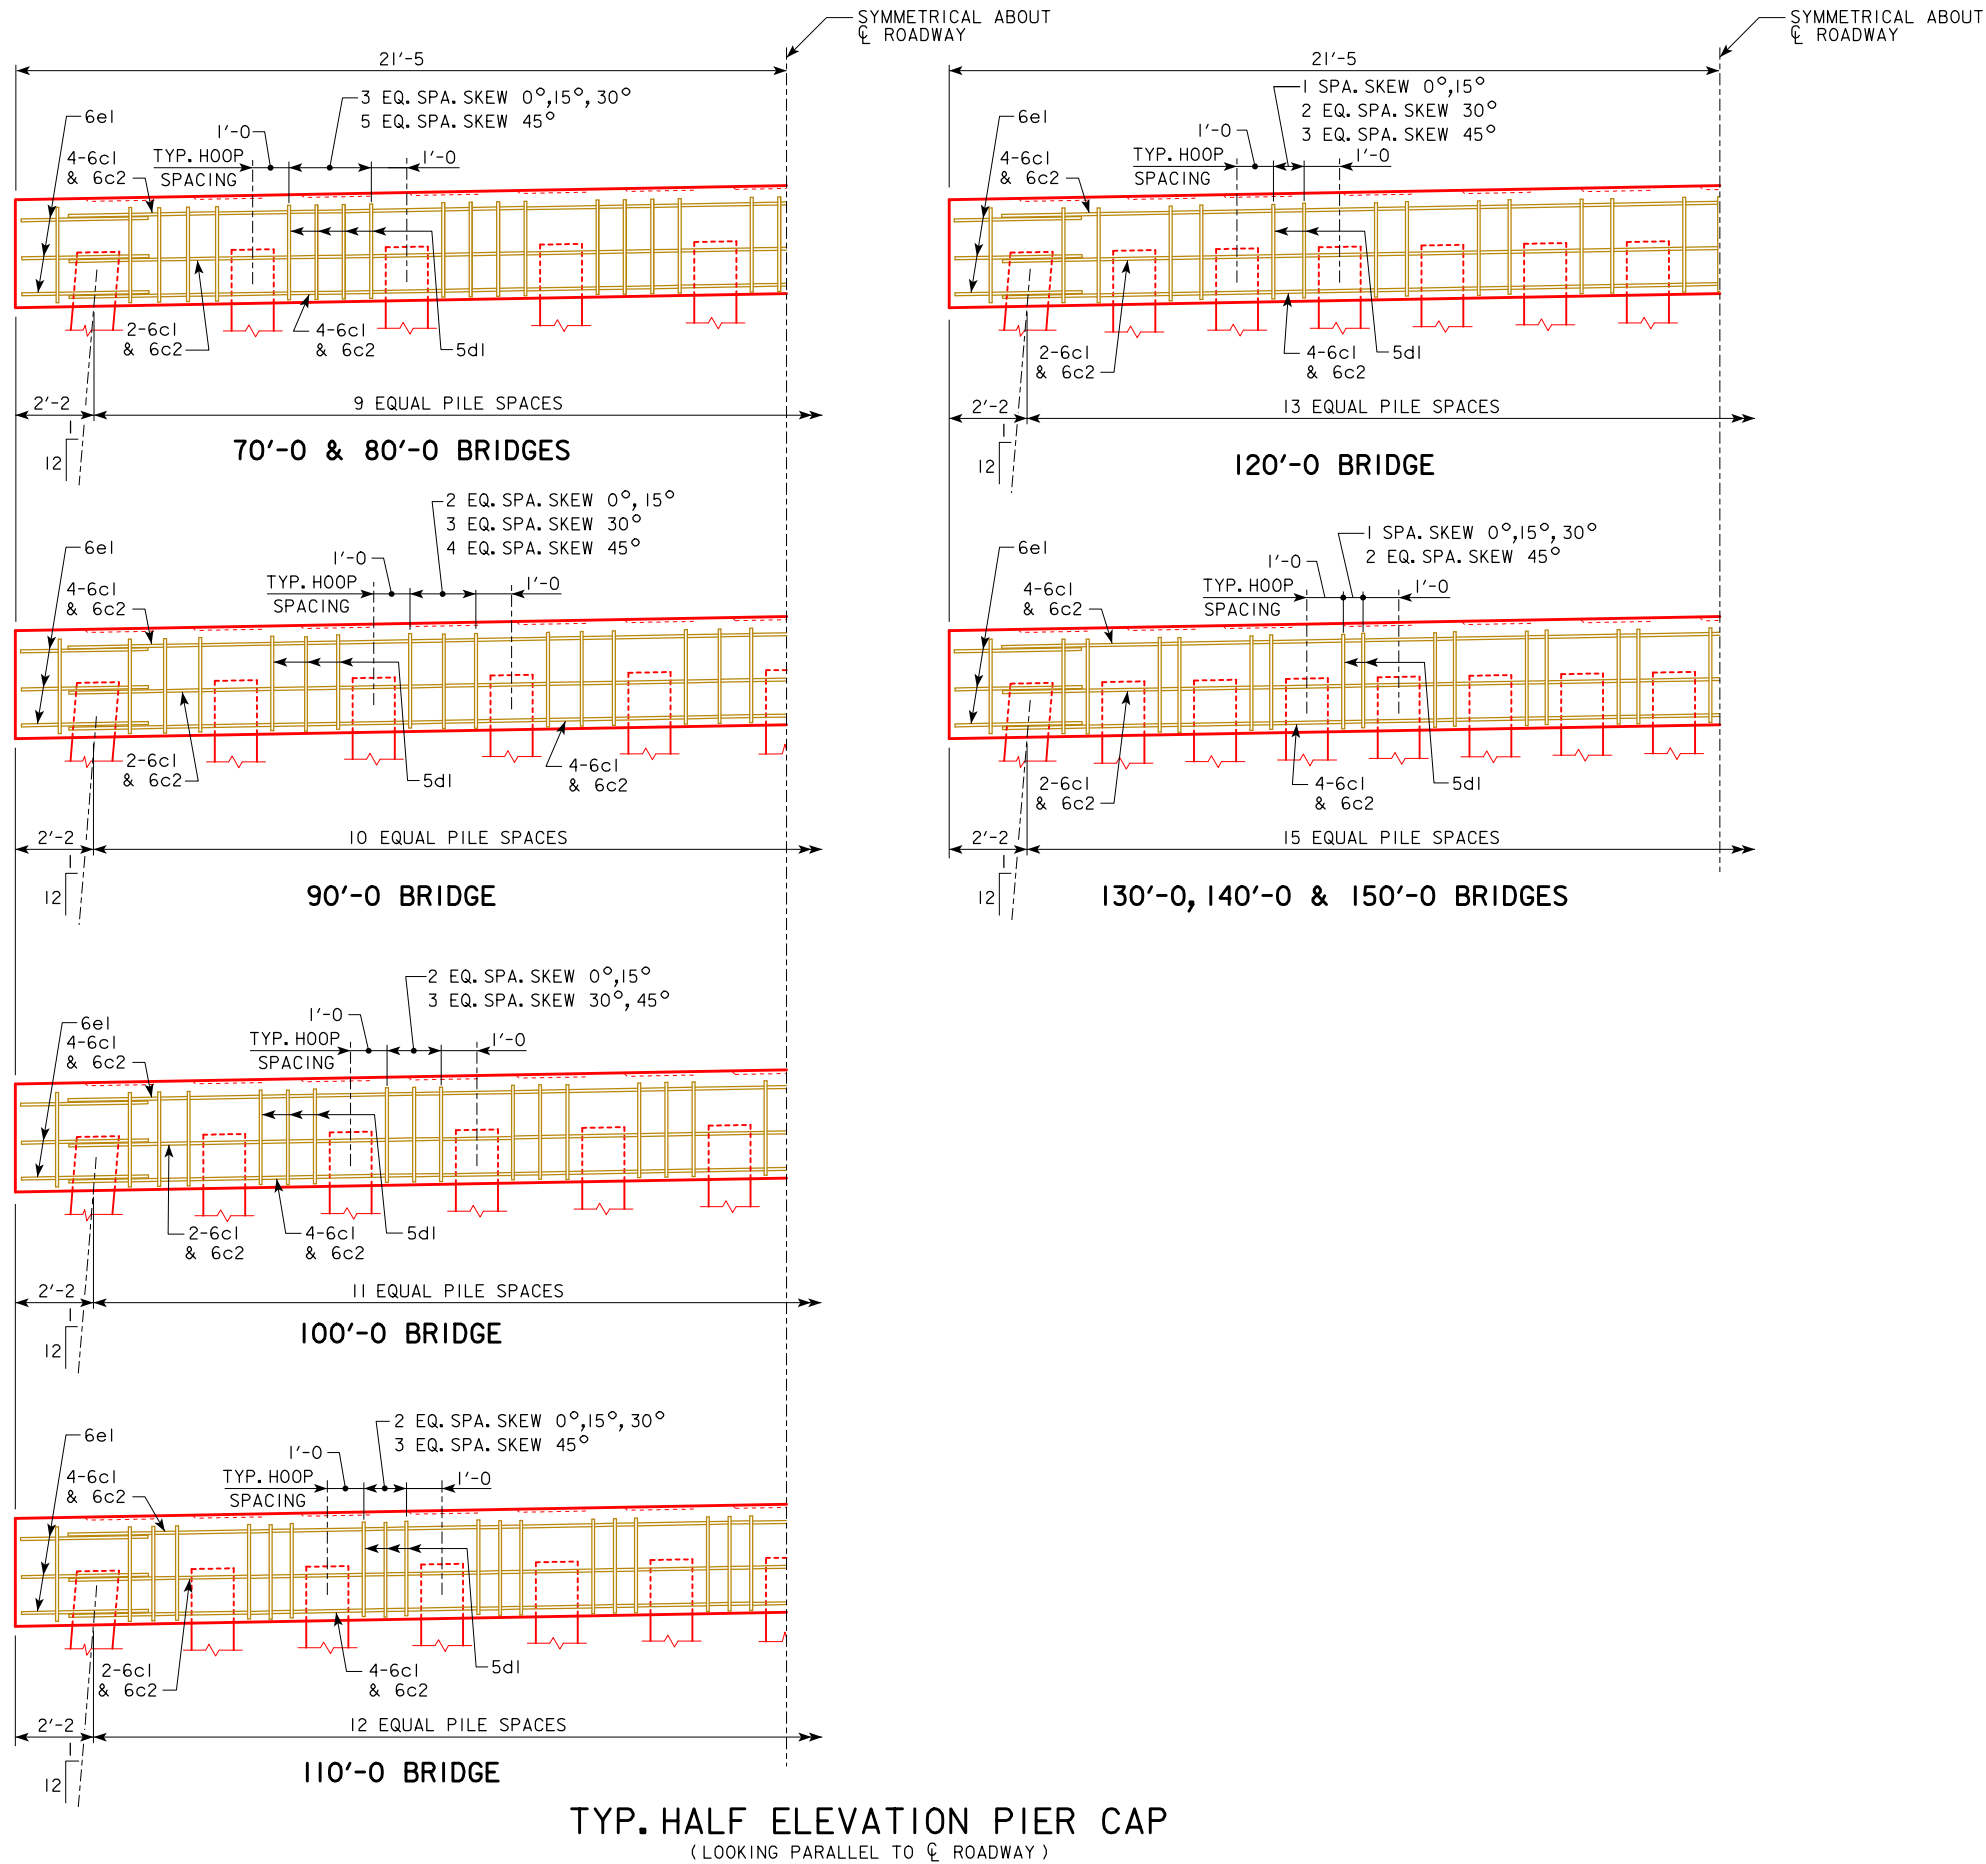 SYMMETRICAL ABOUT
℄ ROADWAY
21'-5
3 EQ. SPA. SKEW 0°, 15°, 30°
5 EQ. SPA. SKEW 45°
6e1
1'-0
1'-0
4-6c1
& 6c2
TYP. HOOP
SPACING
2-6c1
& 6c2
4-6c1
& 6c2
5d1
2'-2
9 EQUAL PILE SPACES
1
12
70'-0 & 80'-0 BRIDGES
2 EQ. SPA. SKEW 0°, 15°
3 EQ. SPA. SKEW 30°
4 EQ. SPA. SKEW 45°
6e1
1'-0
1'-0
4-6c1
& 6c2
TYP. HOOP
SPACING
2-6c1
& 6c2
4-6c1
& 6c2
5d1
2'-2
10 EQUAL PILE SPACES
1
12
90'-0 BRIDGE
2 EQ. SPA. SKEW 0°, 15°
3 EQ. SPA. SKEW 30°, 45°
6e1
1'-0
1'-0
4-6c1
& 6c2
TYP. HOOP
SPACING
2-6c1
& 6c2
4-6c1
& 6c2
5d1
2'-2
11 EQUAL PILE SPACES
1
12
100'-0 BRIDGE
2 EQ. SPA. SKEW 0°, 15°, 30°
3 EQ. SPA. SKEW 45°
6e1
1'-0
1'-0
4-6c1
& 6c2
TYP. HOOP
SPACING
2-6c1
& 6c2
4-6c1
& 6c2
5d1
2'-2
12 EQUAL PILE SPACES
1
12
110'-0 BRIDGE
SYMMETRICAL ABOUT
℄ ROADWAY
21'-5
1 SPA. SKEW 0°, 15°
2 EQ. SPA. SKEW 30°
3 EQ. SPA. SKEW 45°
6e1
1'-0
1'-0
4-6c1
& 6c2
TYP. HOOP
SPACING
2-6c1
& 6c2
4-6c1
& 6c2
5d1
2'-2
13 EQUAL PILE SPACES
1
12
120'-0 BRIDGE
1 SPA. SKEW 0°, 15°, 30°
2 EQ. SPA. SKEW 45°
6e1
1'-0
1'-0
4-6c1
& 6c2
TYP. HOOP
SPACING
2-6c1
& 6c2
4-6c1
& 6c2
5d1
2'-2
15 EQUAL PILE SPACES
1
12
130'-0, 140'-0 & 150'-0 BRIDGES
TYP. HALF ELEVATION PIER CAP
(LOOKING PARALLEL TO ℄ ROADWAY)